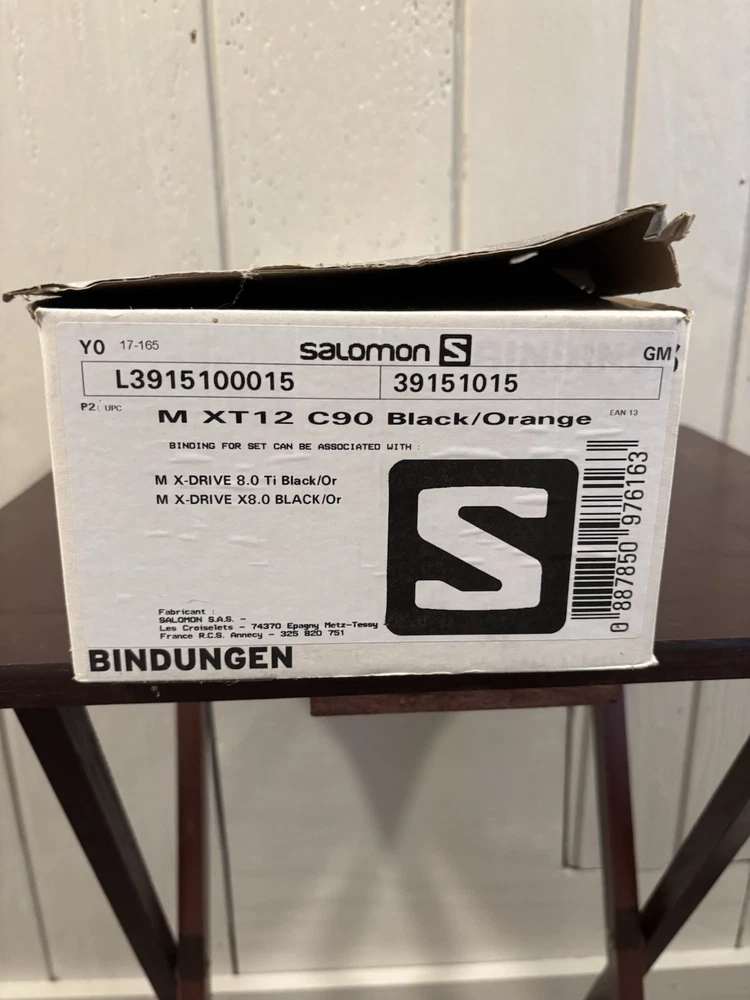 Y0 17-165 salomon S GM
L3915100015 39151015
P2: UPC M XT12 C90 Black/Orange EAN 13
BINDING FOR SET CAN BE ASSOCIATED WITH :
M X-DRIVE 8.0 Ti Black/Or
M X-DRIVE X8.0 BLACK/Or
S
0 887850 976163
Fabricant :
SALOMON S.A.S. -
Les Croiselets - 74370 Epagny Metz-Tessy
France R.C.S. Annecy - 325 820 751
BINDUNGEN